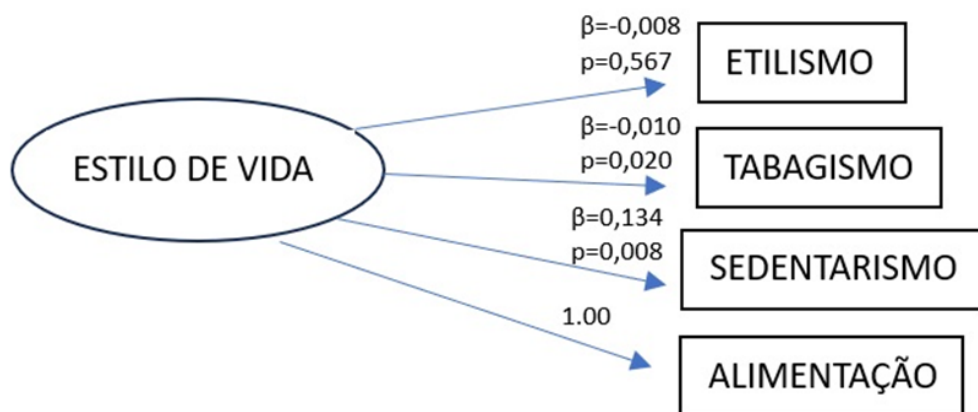 β=-0,008
p=0,567
ETILISMO
β=-0,010
p=0,020
TABAGISMO
ESTILO DE VIDA
β=0,134
p=0,008
SEDENTARISMO
1.00
ALIMENTAÇÃO